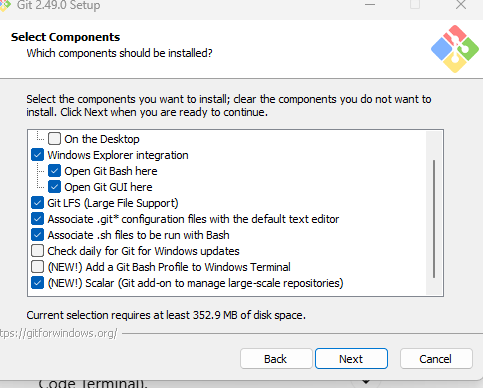 Git 2.49.0 Setup
Select Components
Which components should be installed?
Select the components you want to install; clear the components you do not want to
install. Click Next when you are ready to continue.
On the Desktop
Windows Explorer integration
Open Git Bash here
Open Git GUI here
Git LFS (Large File Support)
Associate .git* configuration files with the default text editor
Associate .sh files to be run with Bash
Check daily for Git for Windows updates
(NEW!) Add a Git Bash Profile to Windows Terminal
(NEW!) Scalar (Git add-on to manage large-scale repositories)
Current selection requires at least 352.9 MB of disk space.
tps://gitforwindows.org/
Back
Next
Cancel
Code Terminal).